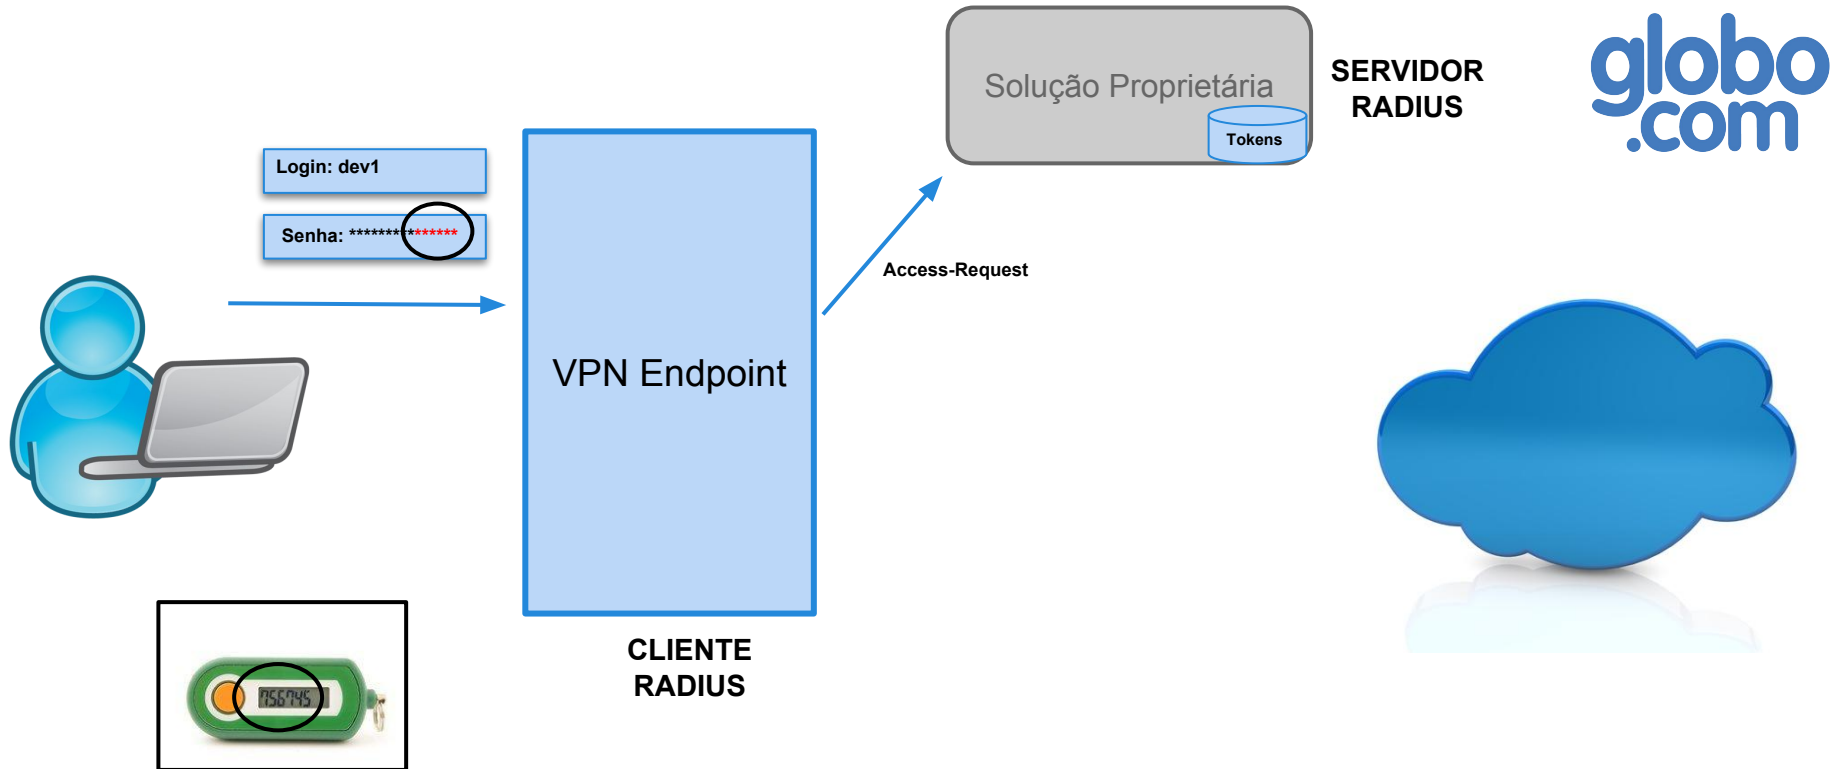 Solução Proprietária
Tokens
SERVIDOR
RADIUS
globo
.com
Login: dev1
Senha: ***************
Access-Request
VPN Endpoint
CLIENTE
RADIUS
756745